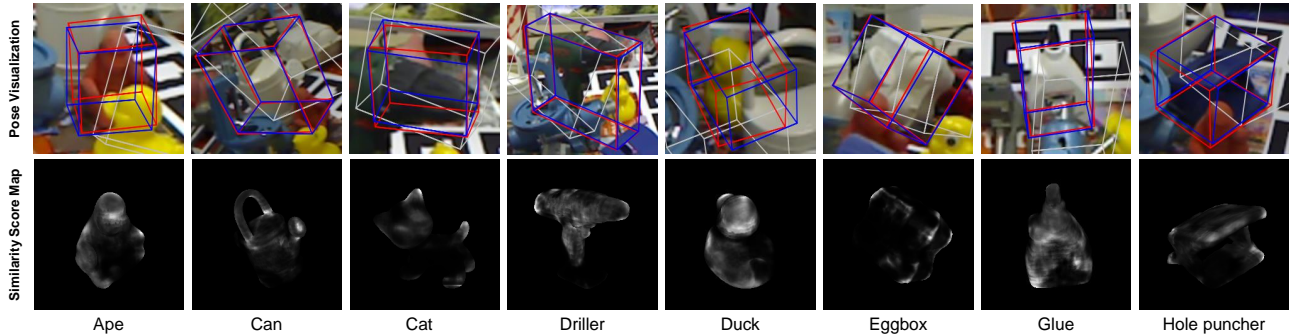 Pose Visualization
Similarity Score Map
Ape Can Cat Driller Duck Eggbox Glue Hole puncher